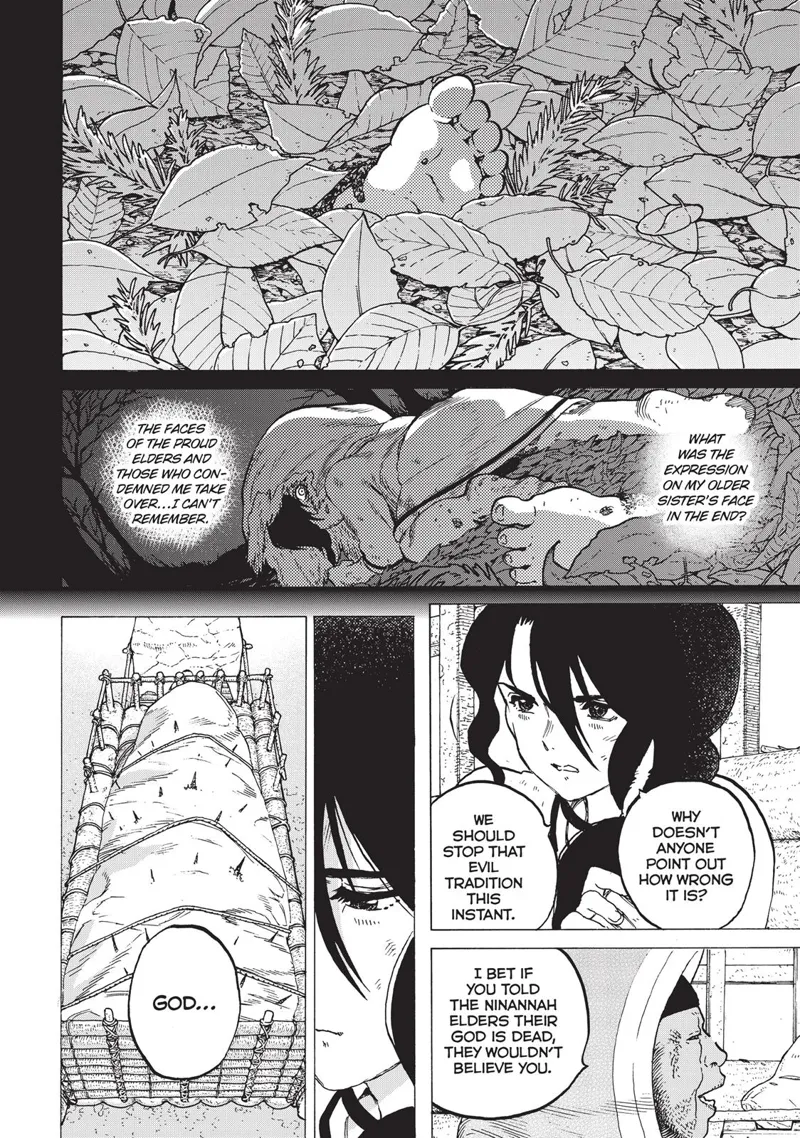 WHAT
WAS THE
EXPRESSION
ON MY OLDER
SISTER'S FACE
IN THE END?
THE FACES
OF THE PROUD
ELDERS AND
THOSE WHO CON-
DEMNED ME TAKE
OVER...I CAN'T
REMEMBER.
WHY
DOESN'T
ANYONE
POINT OUT
HOW WRONG
IT IS?
WE
SHOULD
STOP THAT
EVIL
TRADITION
THIS
INSTANT.
I BET IF
YOU TOLD
THE NINANNAH
ELDERS THEIR
GOD IS DEAD,
THEY WOULDN'T
BELIEVE YOU.
GOD...